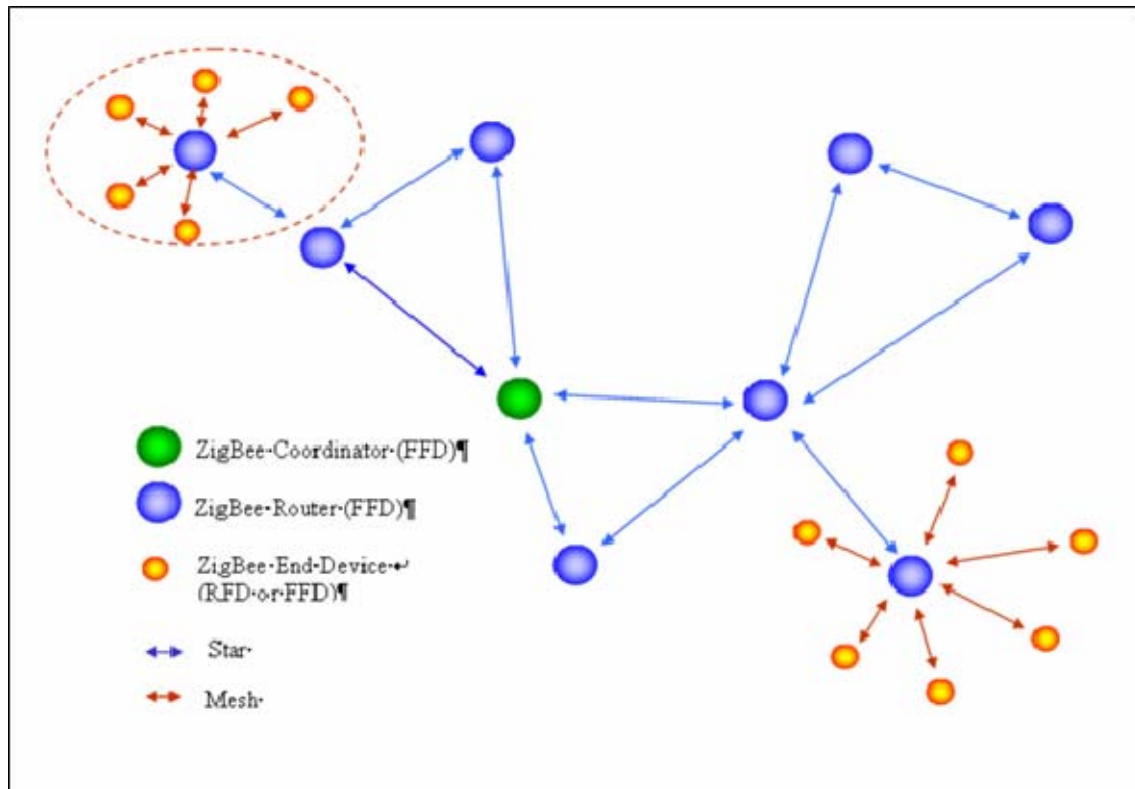 ZigBee·Coordinator·(FFD)¶
ZigBee·Router·(FFD)¶
ZigBee·End·Device·↵
(RFD·or·FFD)¶
Star·
Mesh·